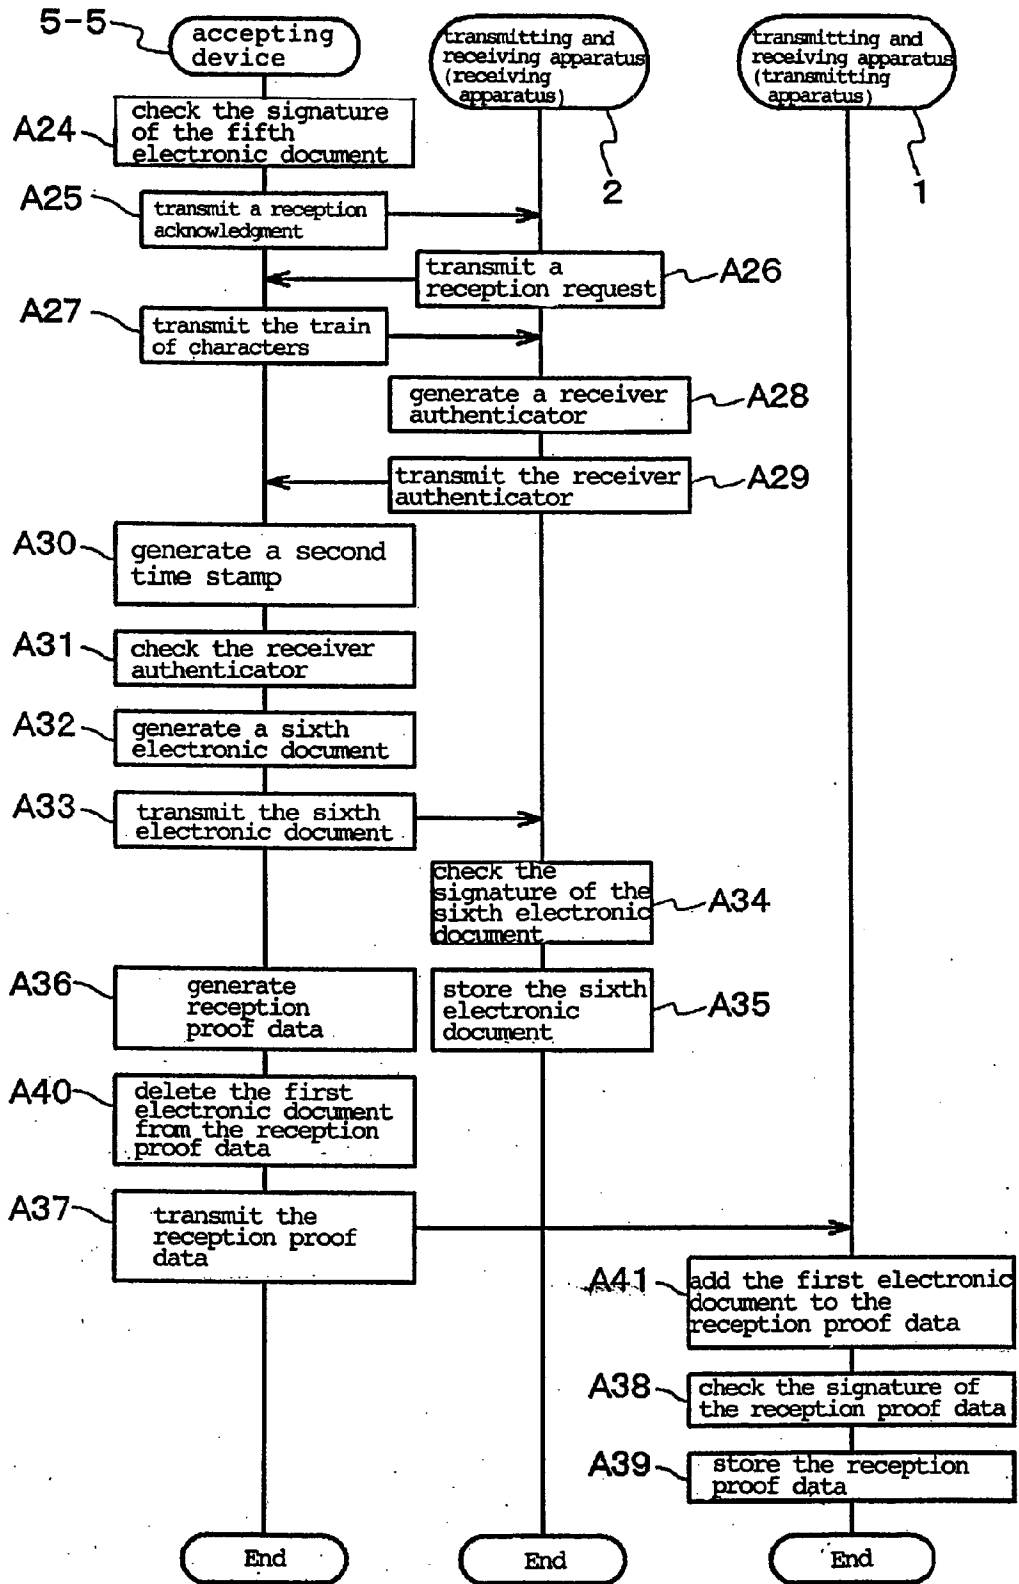 5-5
accepting
device
transmitting and
receiving apparatus
(receiving
apparatus)
transmitting and
receiving apparatus
(transmitting
apparatus)
2
1
A24
check the signature
of the fifth
electronic document
A25
transmit a reception
acknowledgment
transmit a
reception request
A26
A27
transmit the train
of characters
generate a receiver
authenticator
A28
transmit the receiver
authenticator
A29
A30
generate a second
time stamp
A31
check the receiver
authenticator
A32
generate a sixth
electronic document
A33
transmit the sixth
electronic document
check the
signature of the
sixth electronic
document
A34
A36
generate
reception
proof data
store the sixth
electronic
document
A35
A40
delete the first
electronic document
from the reception
proof data
A37
transmit the
reception proof
data
A41
add the first electronic
document to the
reception proof data
A38
check the signature of
the reception proof data
A39
store the reception
proof data
End
End
End